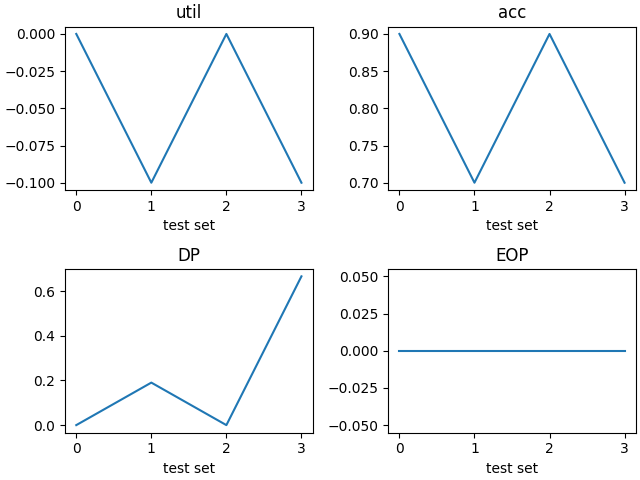 util
0.000
−0.025
−0.050
−0.075
−0.100
0 1 2 3
test set
acc
0.90
0.85
0.80
0.75
0.70
0 1 2 3
test set
DP
0.6
0.4
0.2
0.0
0 1 2 3
test set
EOP
0.050
0.025
0.000
−0.025
−0.050
0 1 2 3
test set